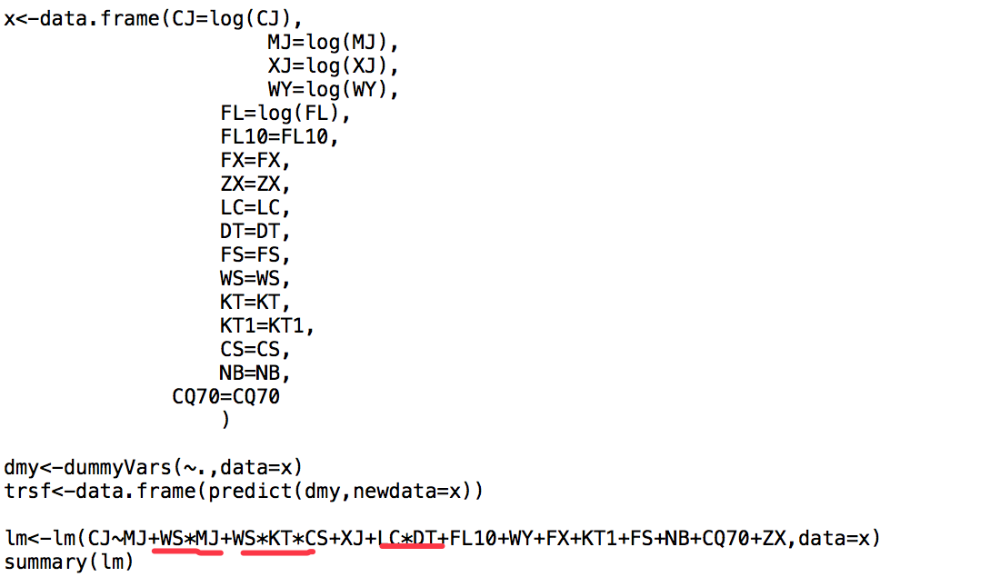 x<-data.frame(CJ=log(CJ),
MJ=log(MJ),
XJ=log(XJ),
WY=log(WY),
FL=log(FL),
FL10=FL10,
FX=FX,
ZX=ZX,
LC=LC,
DT=DT,
FS=FS,
WS=WS,
KT=KT,
KT1=KT1,
CS=CS,
NB=NB,
CQ70=CQ70
)
dmy<-dummyVars(~.,data=x)
trsf<-data.frame(predict(dmy,newdata=x))
lm<-lm(CJ~MJ+WS*MJ+WS*KT*CS+XJ+LC*DT+FL10+WY+FX+KT1+FS+NB+CQ70+ZX,data=x)
summary(lm)